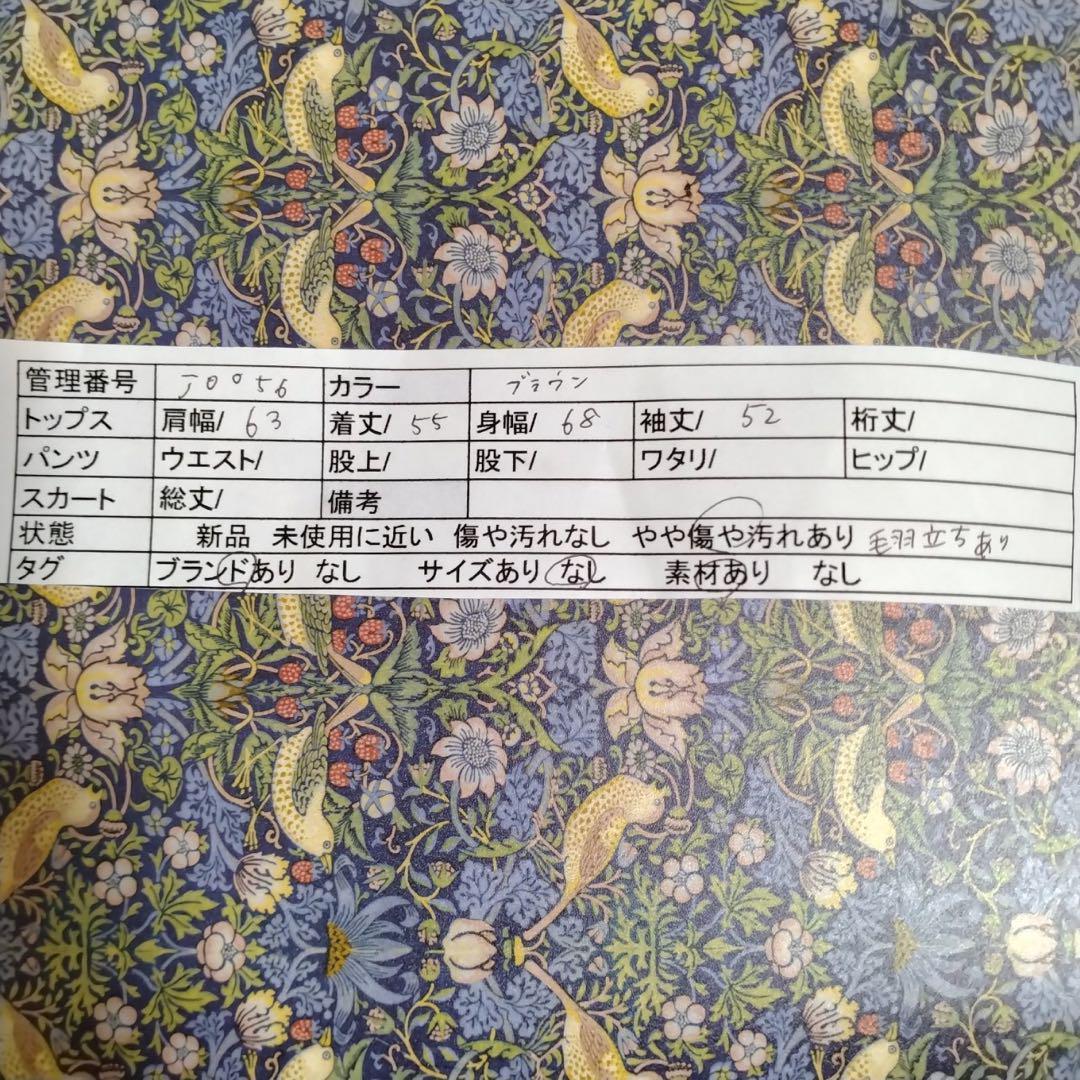 管理番号 J0056 カラー ブラウン
トップス 肩幅/ 63 着丈/ 55 身幅/ 68 袖丈/ 52 裄丈/
パンツ ウエスト/ 股上/ 股下/ ワタリ/ ヒップ/
スカート 総丈/ 備考
状態 新品 未使用に近い 傷や汚れなし やや傷や汚れあり 毛羽立ちあり
タグ ブランドあり なし サイズあり なし 素材あり なし